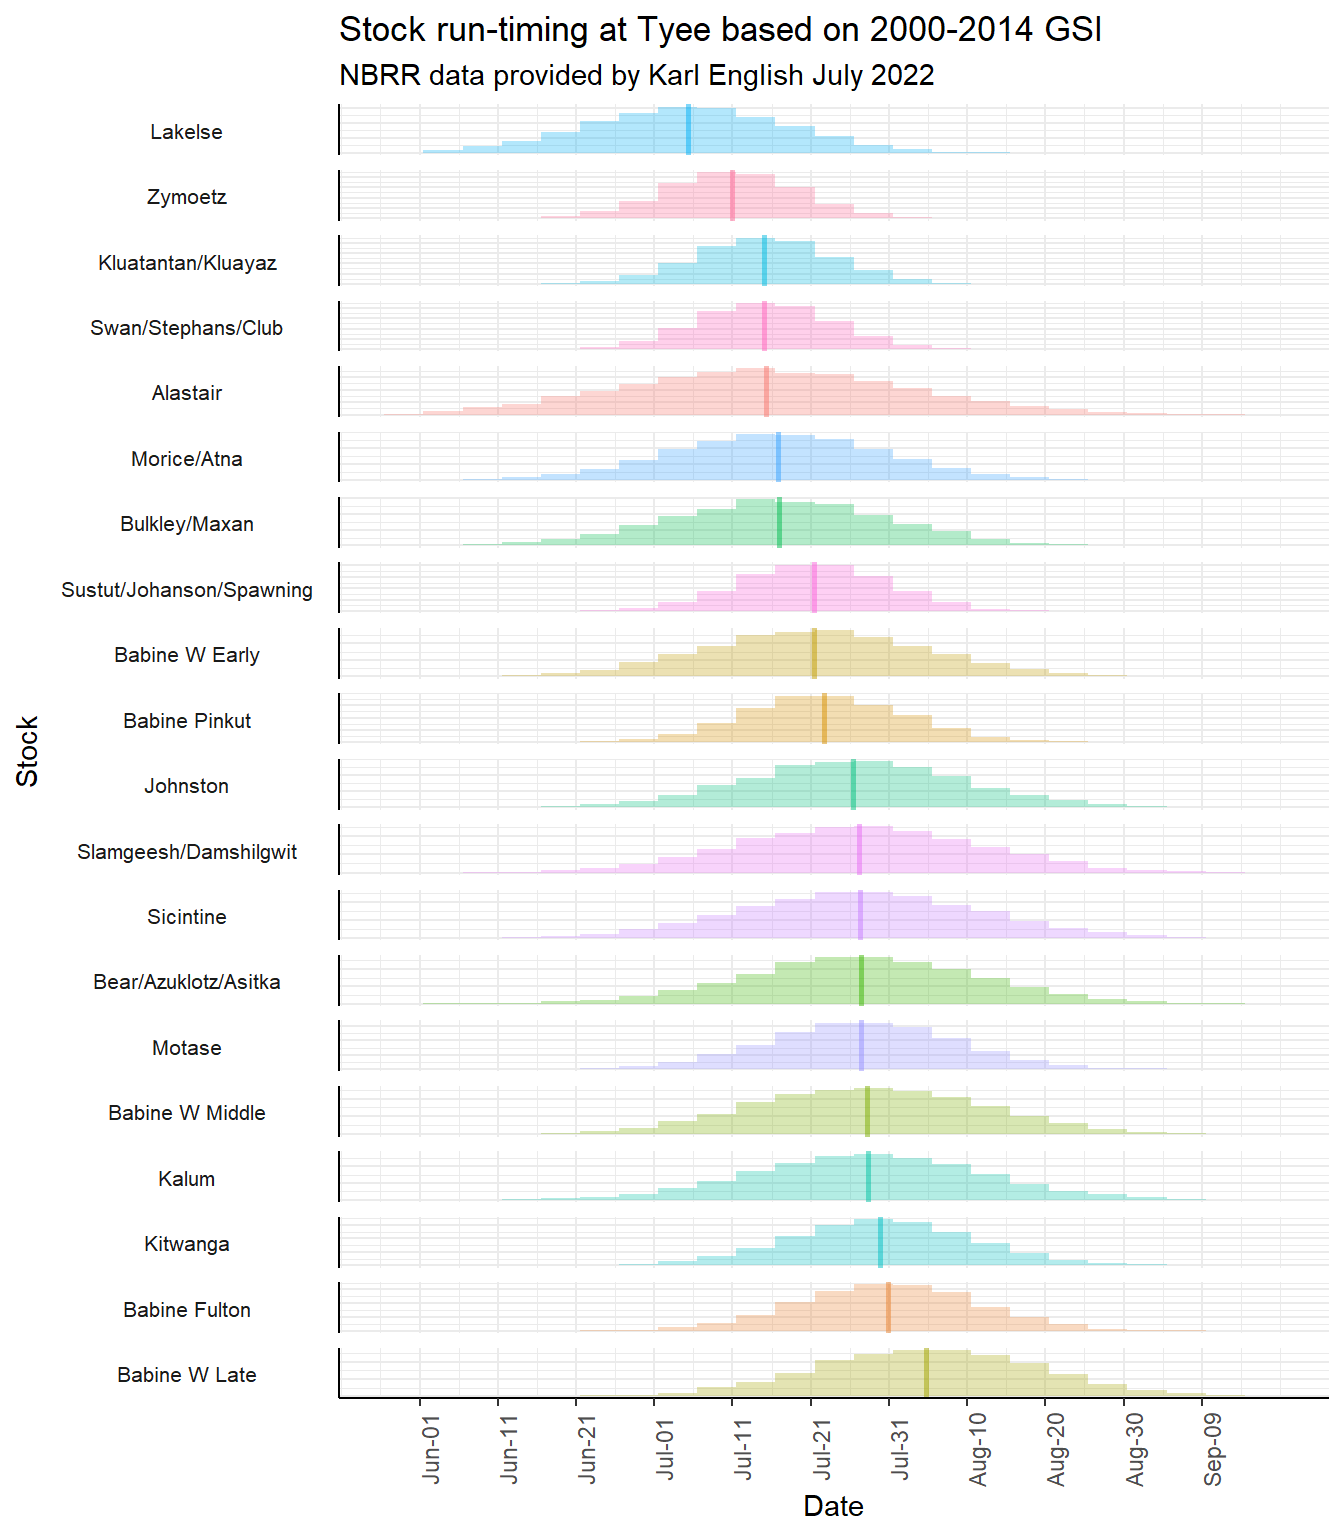 Stock run-timing at Tyee based on 2000-2014 GSI
NBRR data provided by Karl English July 2022
Lakelse
Zymoetz
Kluatantan/Kluayaz
Swan/Stephans/Club
Alastair
Morice/Atna
Bulkley/Maxan
Sustut/Johanson/Spawning
Babine W Early
Babine Pinkut
Johnston
Slamgeesh/Damshilgwit
Sicintine
Bear/Azuklotz/Asitka
Motase
Babine W Middle
Kalum
Kitwanga
Babine Fulton
Babine W Late
Stock
Jun-01
Jun-11
Jun-21
Jul-01
Jul-11
Jul-21
Jul-31
Aug-10
Aug-20
Aug-30
Sep-09
Date